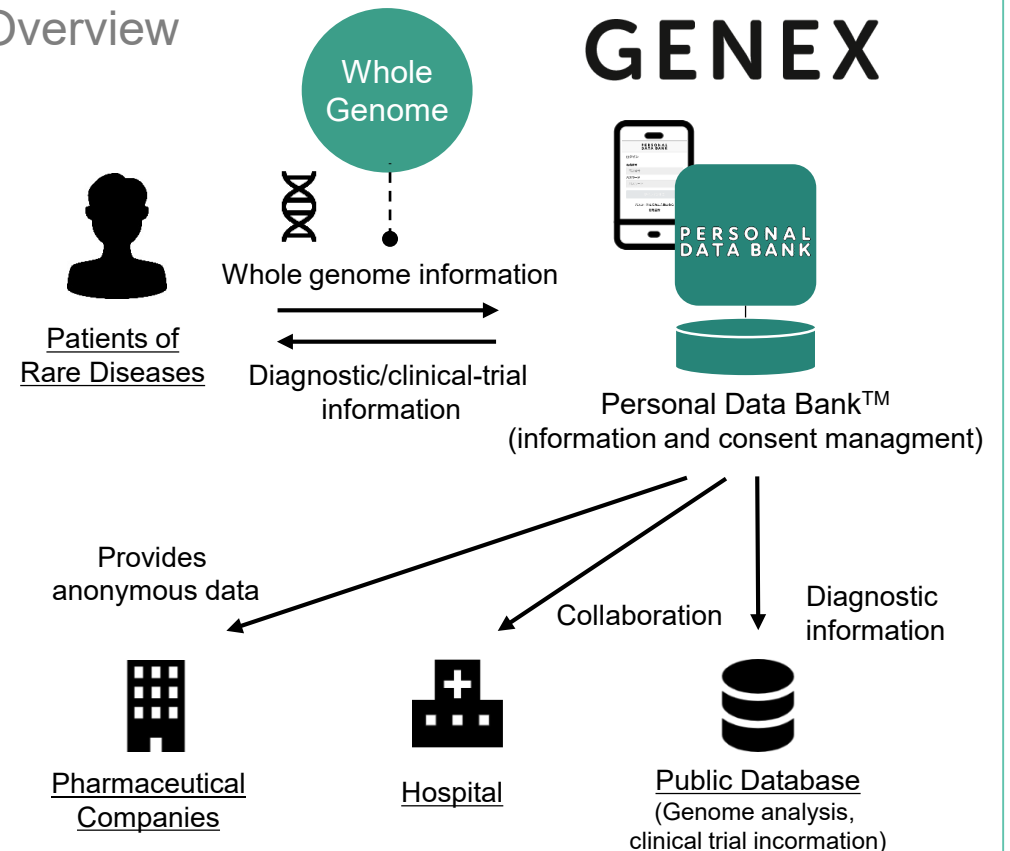 Overview
Whole
Genome
GENEX
PERSONAL
DATA BANK
PERSONAL
DATA BANK
Whole genome information
Patients of
Rare Diseases
Diagnostic/clinical-trial
information
Personal Data Bank™
(information and consent managment)
Provides
anonymous data
Collaboration
Diagnostic
information
Pharmaceutical
Companies
Hospital
Public Database
(Genome analysis,
clinical trial incormation)